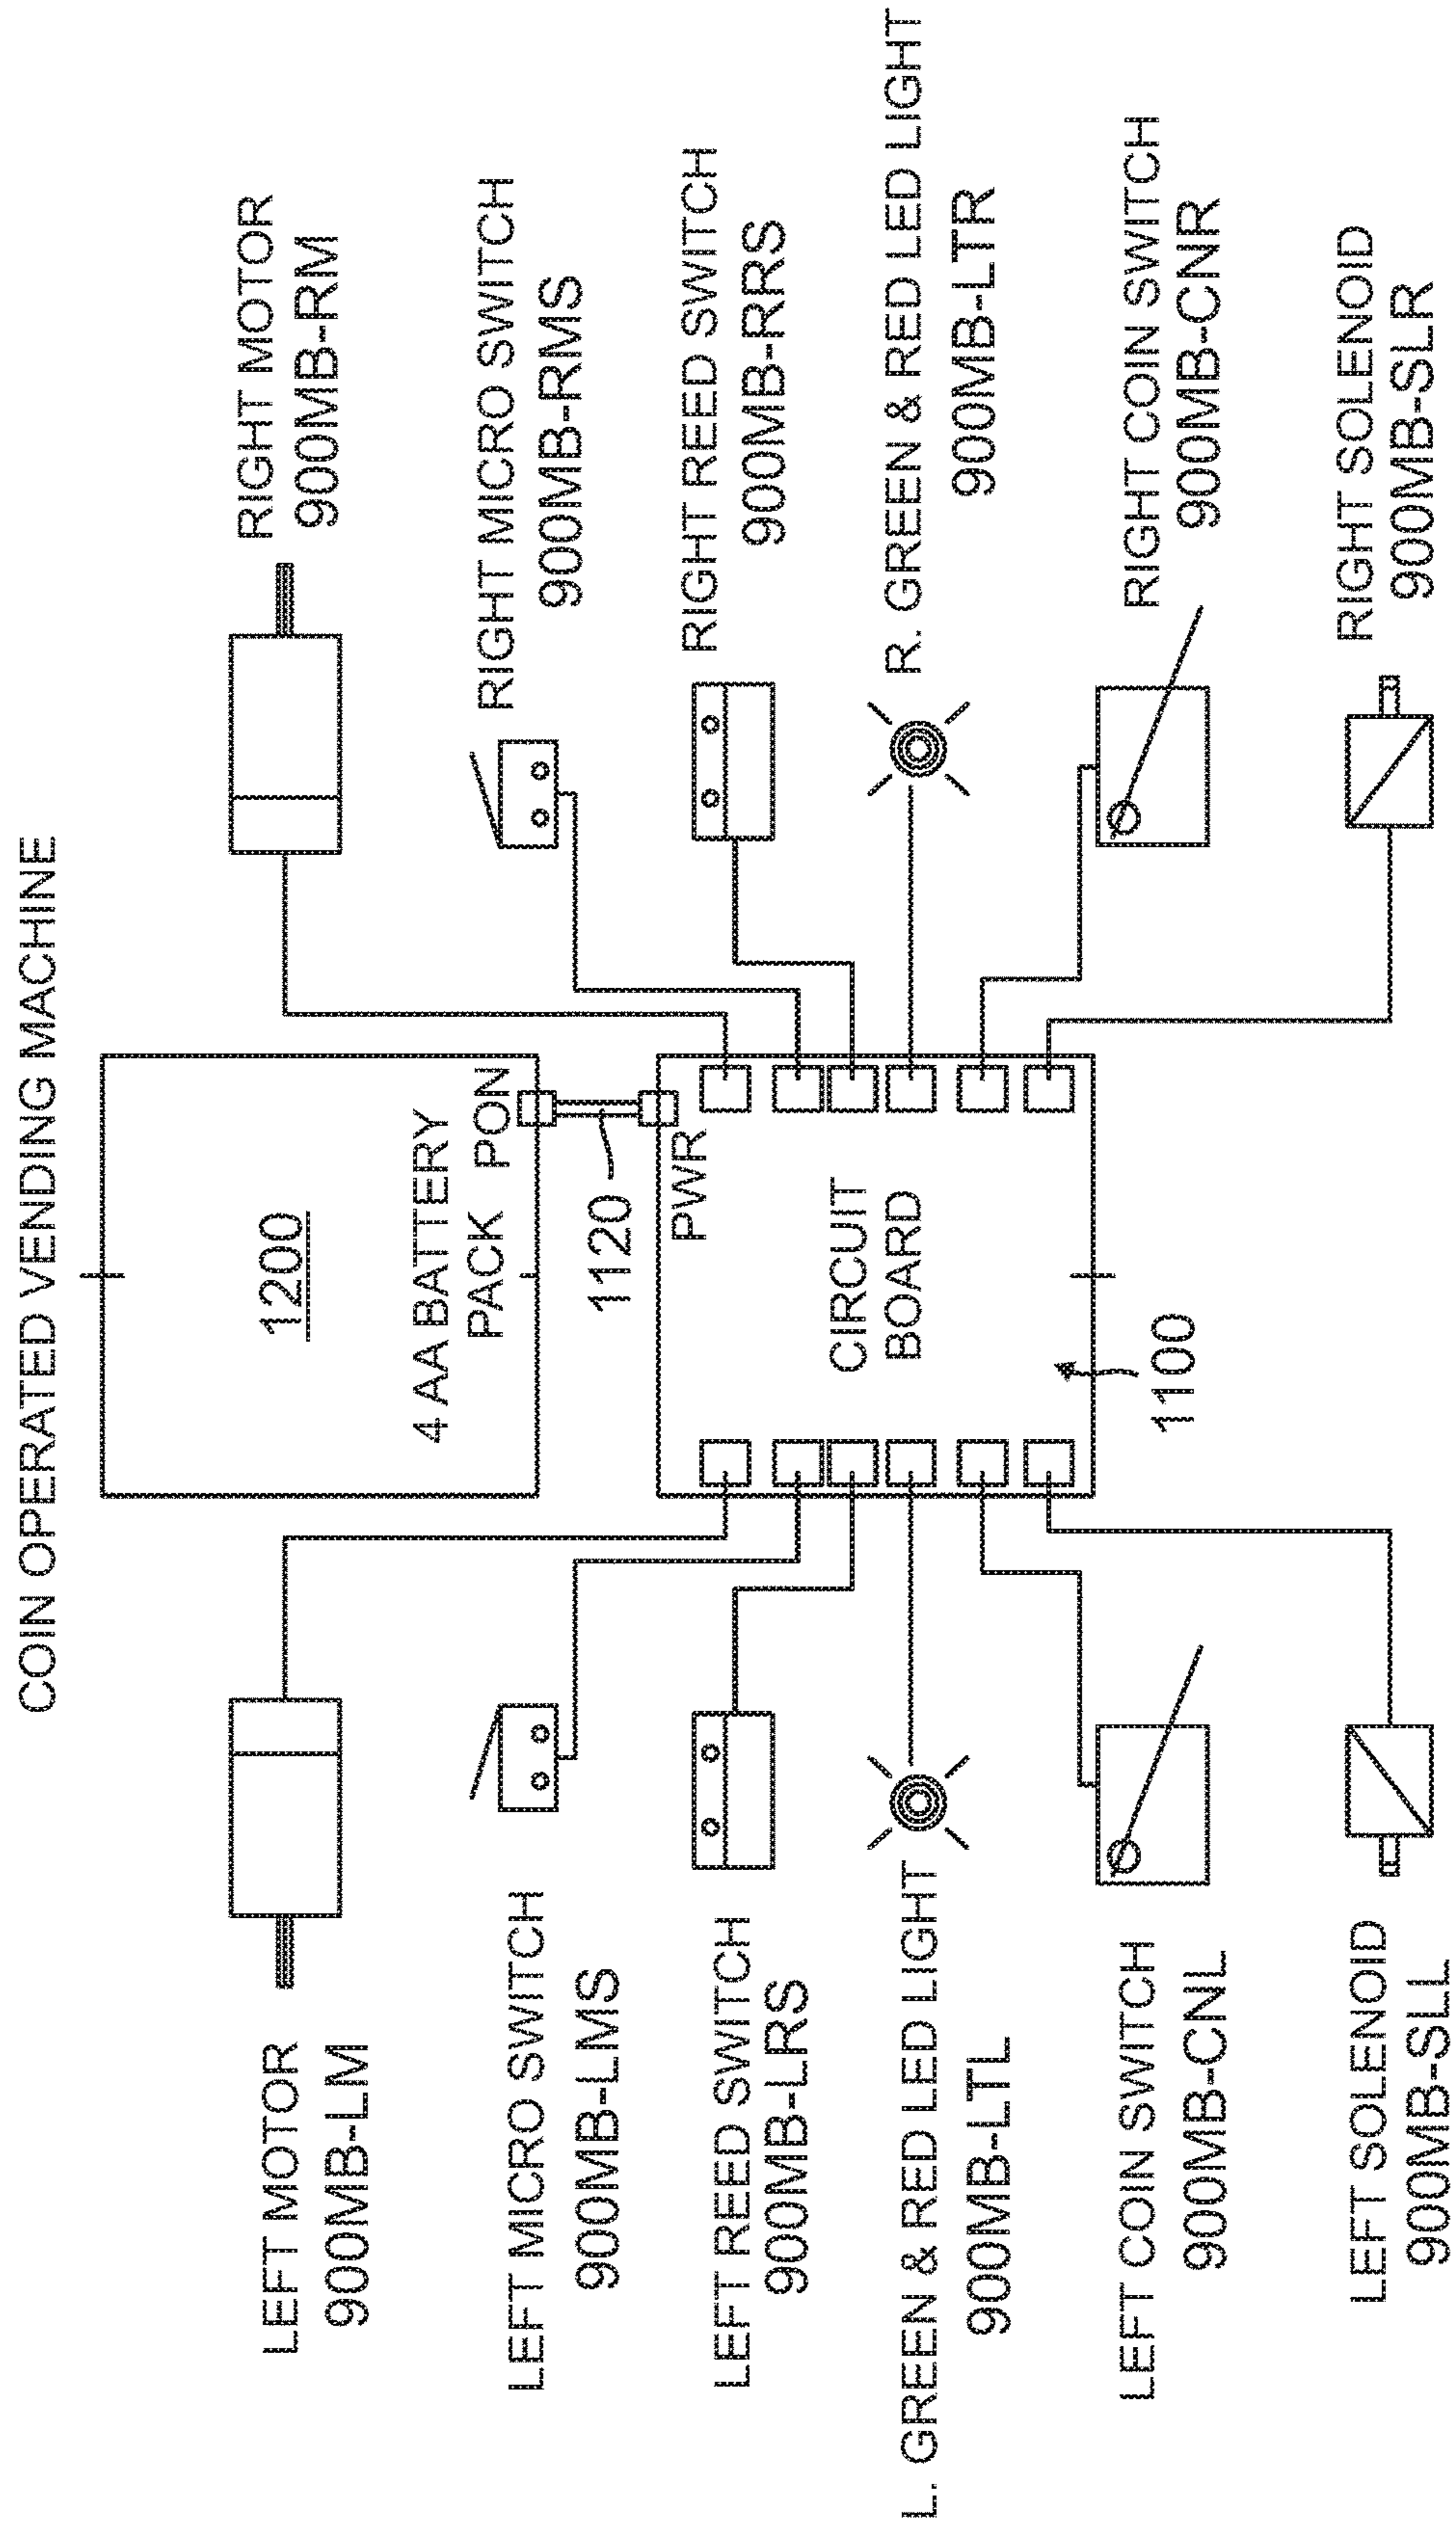 COIN OPERATED VENDING MACHINE
LEFT MOTOR
900MB-LM
LEFT MICRO SWITCH
900MB-LMS
LEFT REED SWITCH
900MB-LRS
L. GREEN & RED LED LIGHT
900MB-LTL
LEFT COIN SWITCH
900MB-CNL
LEFT SOLENOID
900MB-SLL
1200
4 AA BATTERY
PACK PON
1120
PWR
CIRCUIT
BOARD
1100
RIGHT MOTOR
900MB-RM
RIGHT MICRO SWITCH
900MB-RMS
RIGHT REED SWITCH
900MB-RRS
R. GREEN & RED LED LIGHT
900MB-LTR
RIGHT COIN SWITCH
900MB-CNR
RIGHT SOLENOID
900MB-SLR